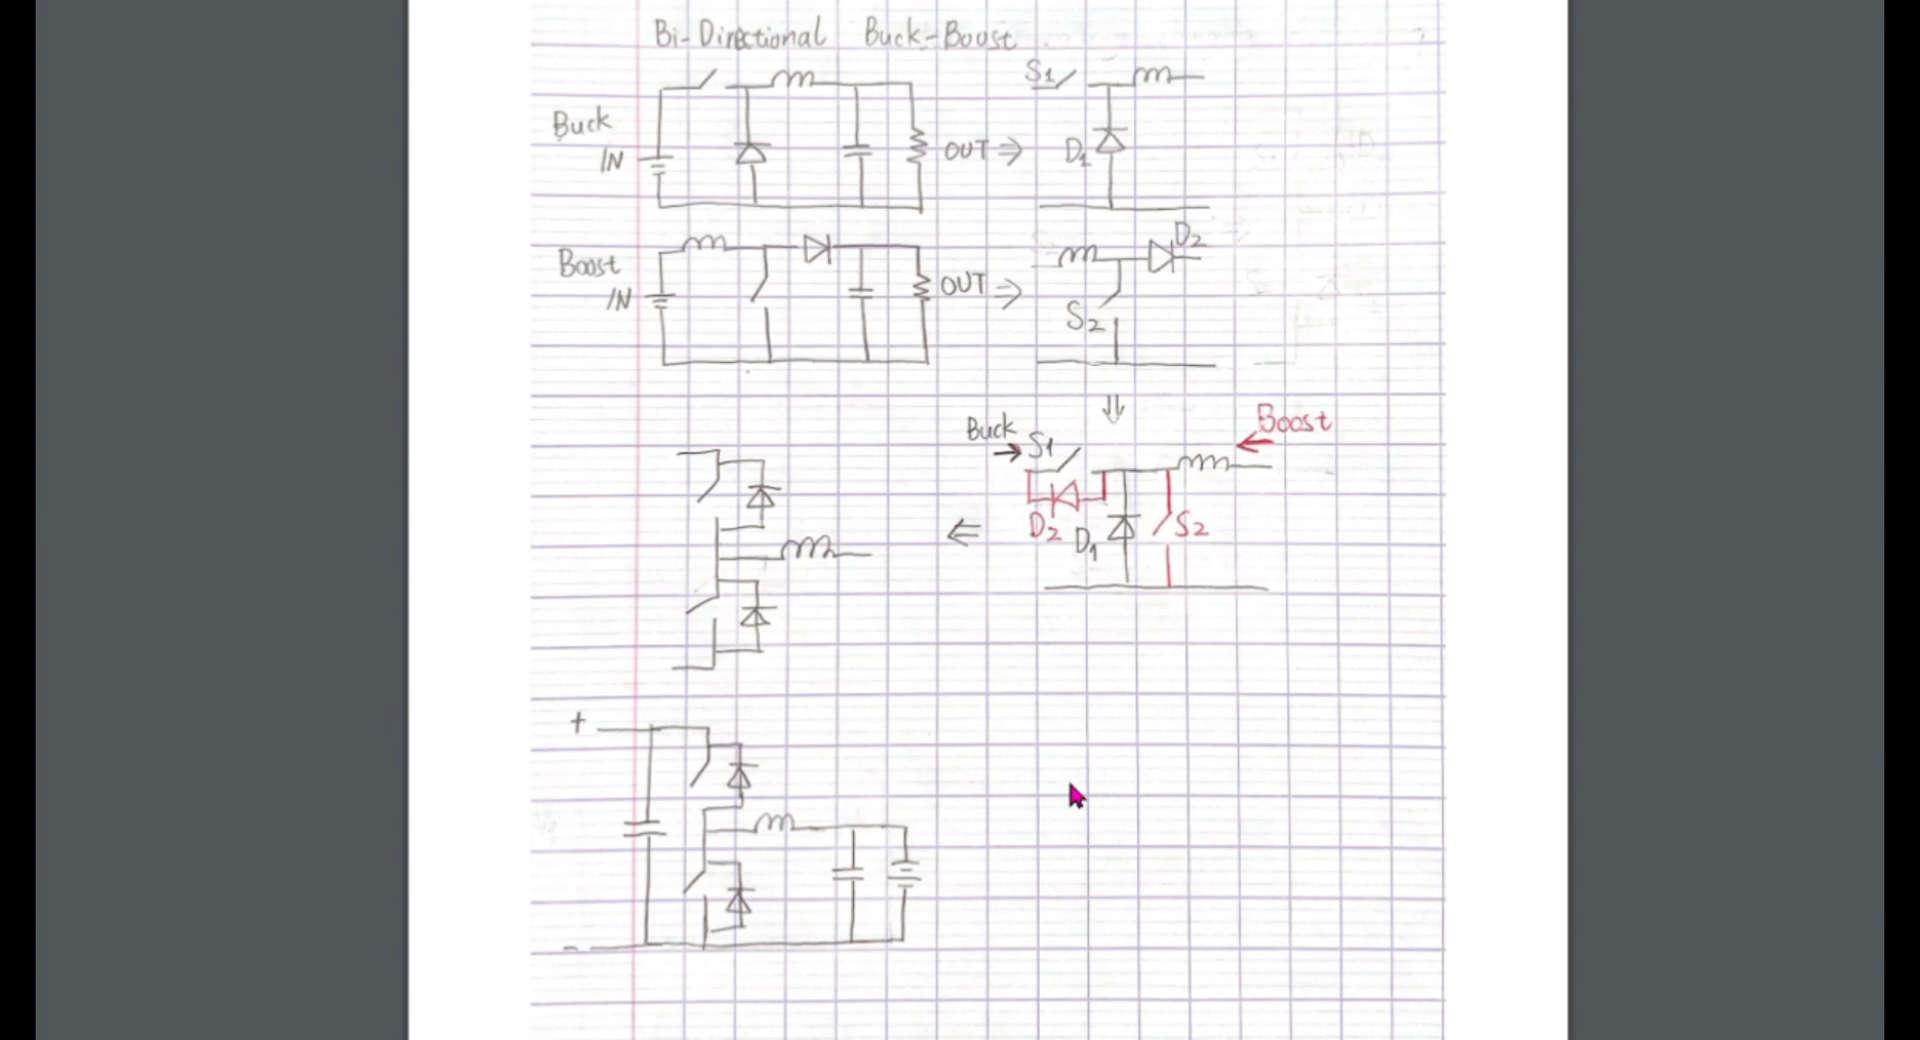 Bi-Directional Buck-Boost
S1
Buck
IN
OUT ⇒
D1
D2
Boost
IN
OUT ⇒
S2
⇓
Buck
→
S1
Boost
←
⇐
D2
D1
S2
+
-